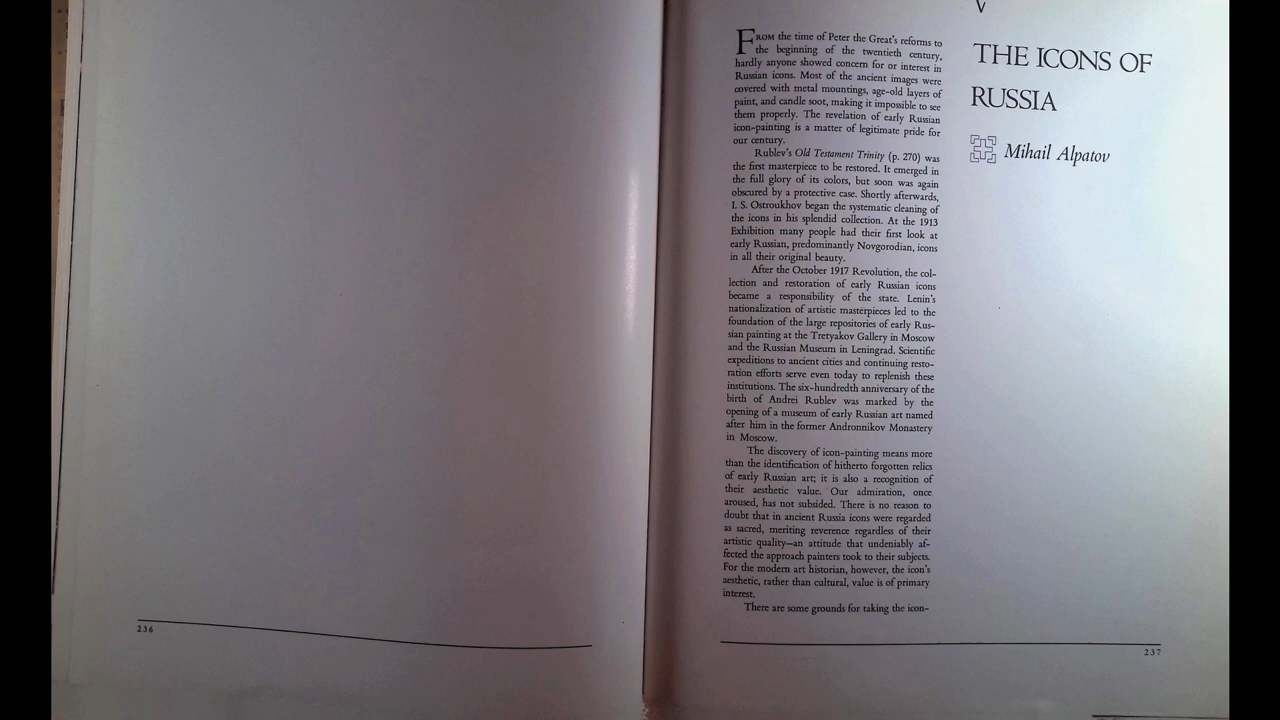 236
V
THE ICONS OF
RUSSIA
Mihail Alpatov
FROM the time of Peter the Great's reforms to
the beginning of the twentieth century,
hardly anyone showed concern for or interest in
Russian icons. Most of the ancient images were
covered with metal mountings, age-old layers of
paint, and candle soot, making it impossible to see
them properly. The revelation of early Russian
icon-painting is a matter of legitimate pride for
our century.
Rublev's Old Testament Trinity (p. 270) was
the first masterpiece to be restored. It emerged in
the full glory of its colors, but soon was again
obscured by a protective case. Shortly afterwards,
I. S. Ostroukhov began the systematic cleaning of
the icons in his splendid collection. At the 1913
Exhibition many people had their first look at
early Russian, predominantly Novgorodian, icons
in all their original beauty.
After the October 1917 Revolution, the col-
lection and restoration of early Russian icons
became a responsibility of the state. Lenin's
nationalization of artistic masterpieces led to the
foundation of the large repositories of early Rus-
sian painting at the Tretyakov Gallery in Moscow
and the Russian Museum in Leningrad. Scientific
expeditions to ancient cities and continuing resto-
ration efforts serve even today to replenish these
institutions. The six-hundredth anniversary of the
birth of Andrei Rublev was marked by the
opening of a museum of early Russian art named
after him in the former Andronnikov Monastery
in Moscow.
The discovery of icon-painting means more
than the identification of hitherto forgotten relics
of early Russian art; it is also a recognition of
their aesthetic value. Our admiration, once
aroused, has not subsided. There is no reason to
doubt that in ancient Russia icons were regarded
as sacred, meriting reverence regardless of their
artistic quality—an attitude that undeniably af-
fected the approach painters took to their subjects.
For the modern art historian, however, the icon's
aesthetic, rather than cultural, value is of primary
interest.
There are some grounds for taking the icon-
237